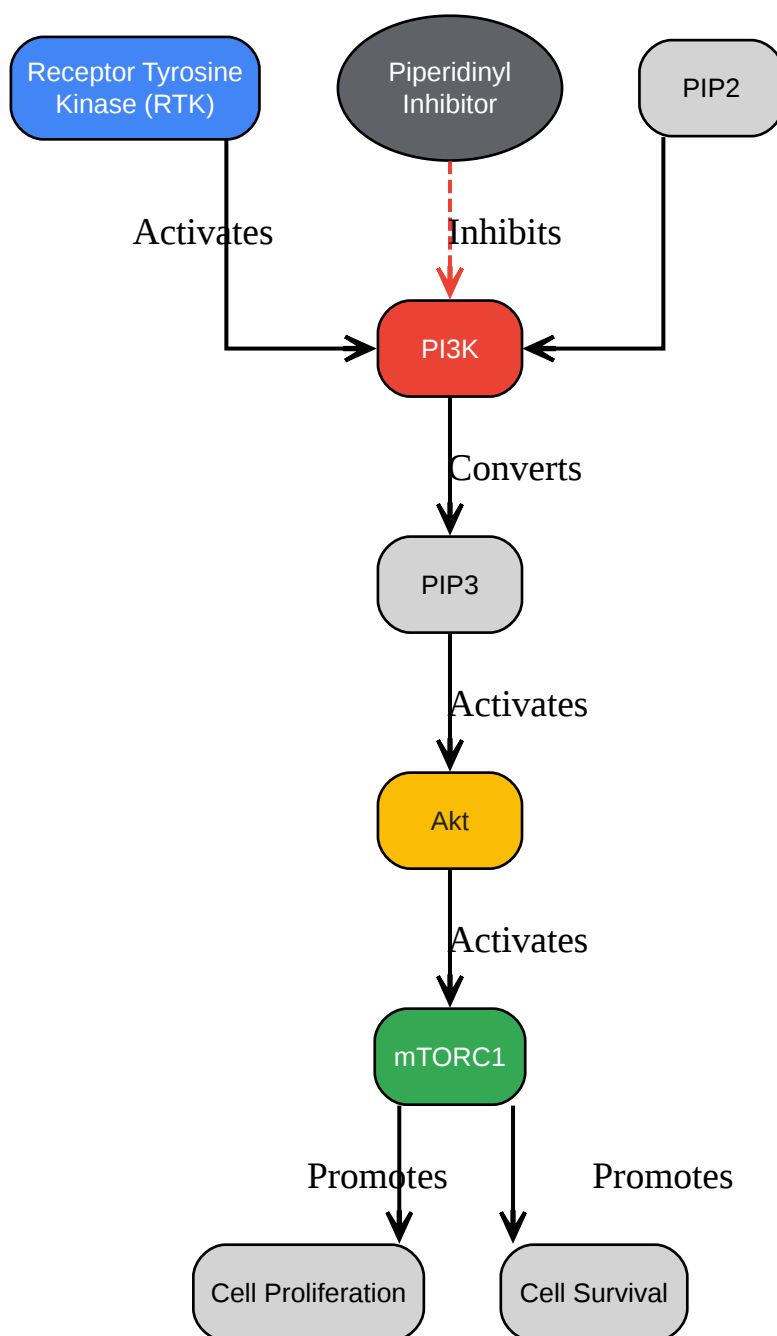 Receptor Tyrosine
Kinase (RTK)
Piperidinyl
Inhibitor
PIP2
Activates
Inhibits
PI3K
Converts
PIP3
Activates
Akt
Activates
mTORC1
Promotes
Promotes
Cell Proliferation
Cell Survival